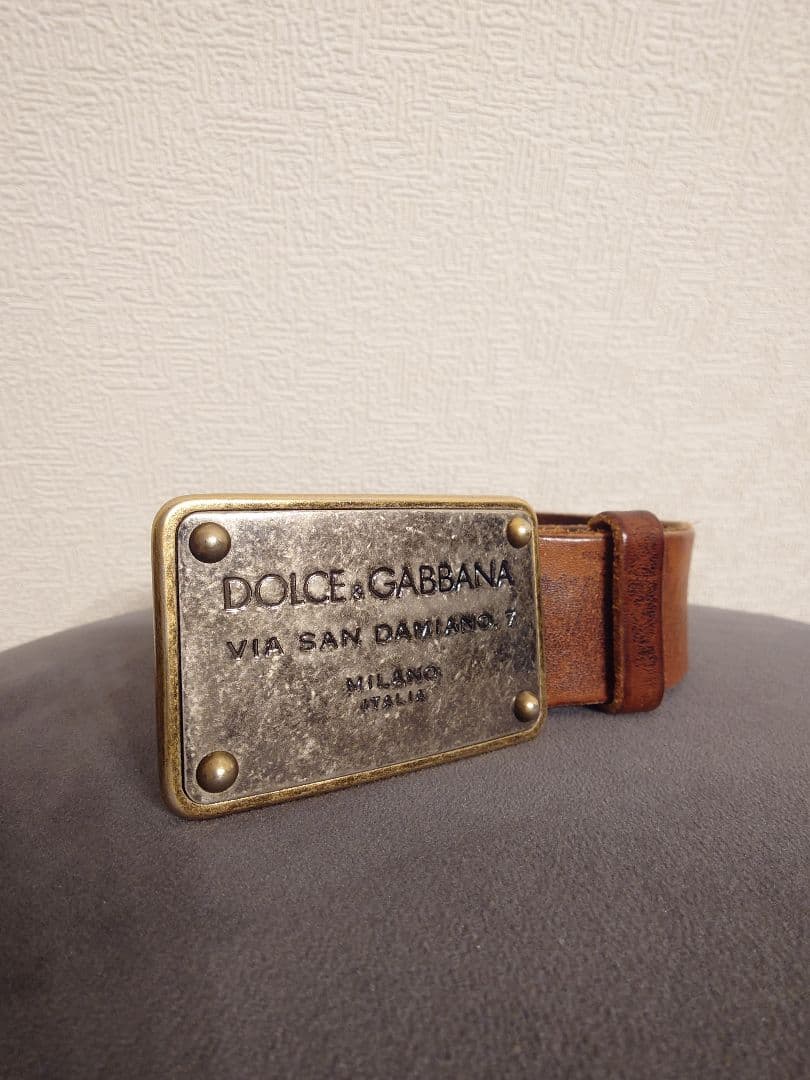 DOLCE & GABBANA
VIA SAN DAMIANO, 7
MILANO
ITALIA